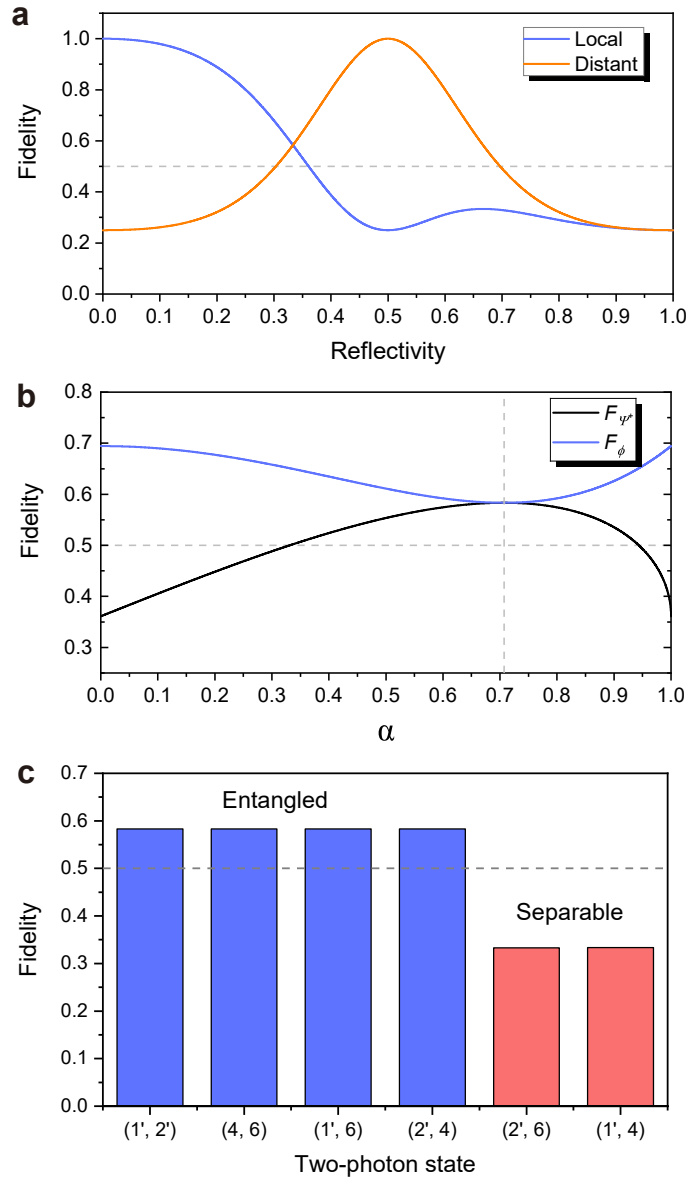 a
Local
Distant
Fidelity
1.0
0.8
0.6
0.4
0.2
0.0
0.0 0.1 0.2 0.3 0.4 0.5 0.6 0.7 0.8 0.9 1.0
Reflectivity
b
F_Ψ⁺
F_ϕ
Fidelity
0.8
0.7
0.6
0.5
0.4
0.3
0.0 0.1 0.2 0.3 0.4 0.5 0.6 0.7 0.8 0.9 1.0
α
c
Entangled
Separable
Fidelity
0.7
0.6
0.5
0.4
0.3
0.2
0.1
0.0
(1', 2') (4, 6) (1', 6) (2', 4) (2', 6) (1', 4)
Two-photon state